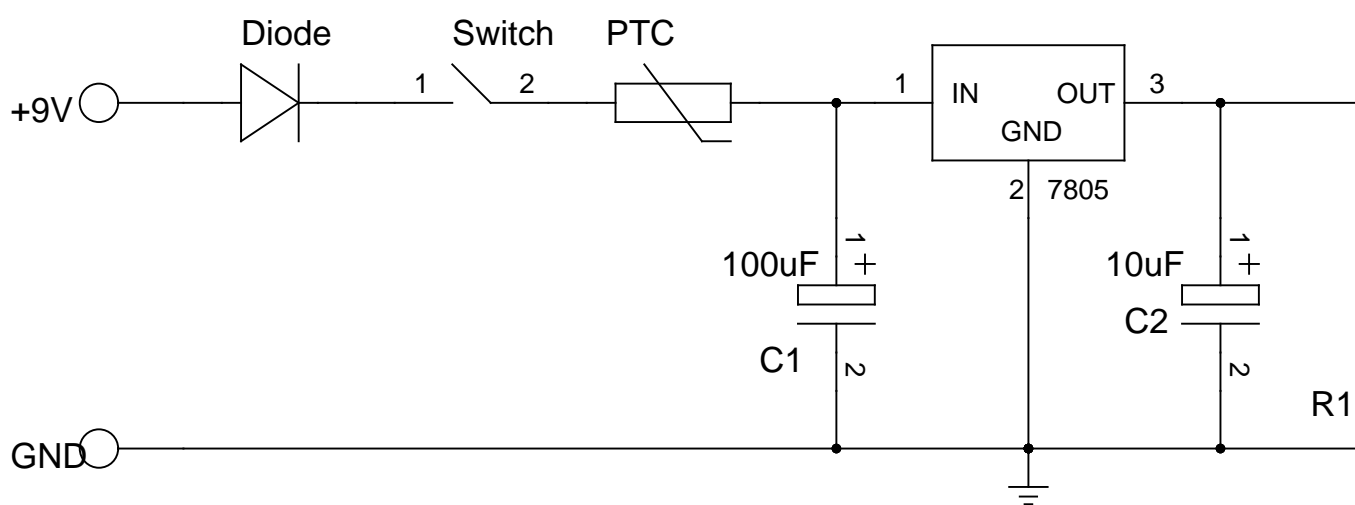 Diode Switch PTC
+9V 1 2 1 IN OUT 3
GND
2 7805
100uF 1 + 10uF 1 +
C1 2 C2 2
R1
GND